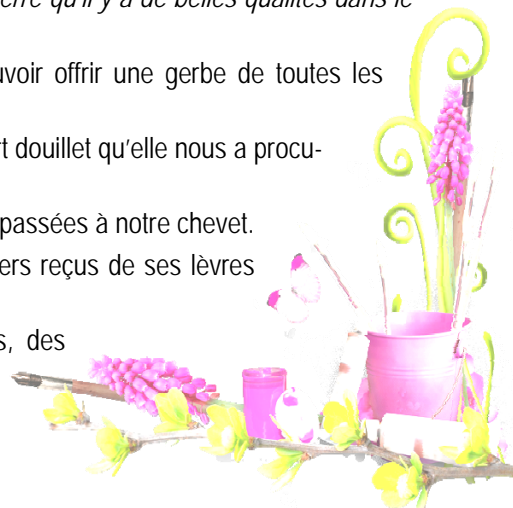 erre qu'il y a de belles qualités dans le
uvoir offrir une gerbe de toutes les
rt douillet qu'elle nous a procu-
passées à notre chevet.
ers reçus de ses lèvres
s, des